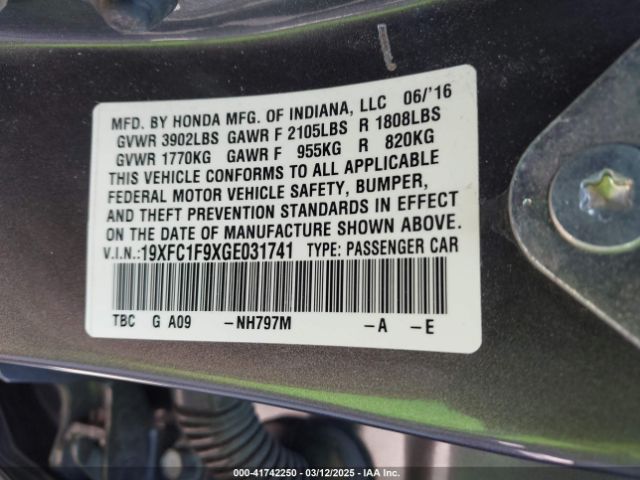 MFD. BY HONDA MFG. OF INDIANA, LLC 06/'16
GVWR 3902LBS GAWR F 2105LBS R 1808LBS
GVWR 1770KG GAWR F 955KG R 820KG
THIS VEHICLE CONFORMS TO ALL APPLICABLE
FEDERAL MOTOR VEHICLE SAFETY, BUMPER,
AND THEFT PREVENTION STANDARDS IN EFFECT
ON THE DATE OF MANUFACTURE SHOWN ABOVE.
V.I.N.:19XFC1F9XGE031741 TYPE: PASSENGER CAR
TBC G A09 -NH797M -A -E
000-41742250 - 03/12/2025 - IAA Inc.